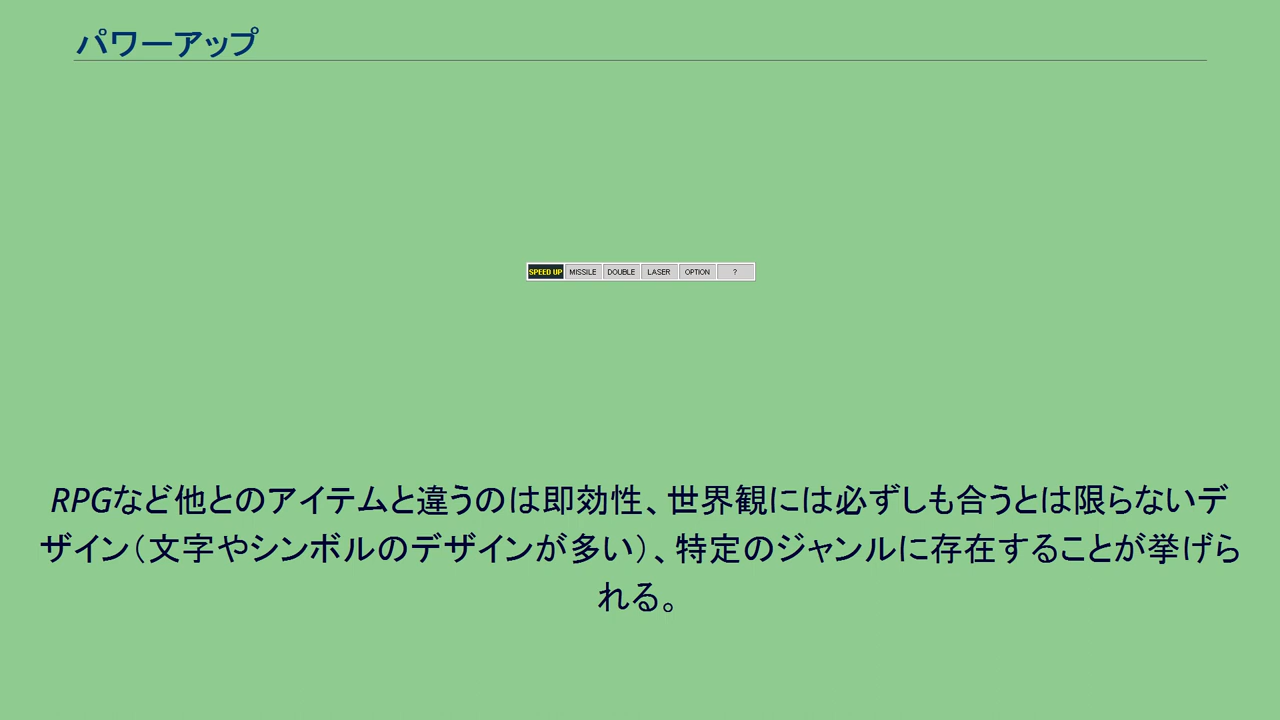 パワーアップ
SPEED UP MISSILE DOUBLE LASER OPTION ?
RPGなど他とのアイテムと違うのは即効性、世界観には必ずしも合うとは限らないデ
ザイン（文字やシンボルのデザインが多い）、特定のジャンルに存在することが挙げら
れる。